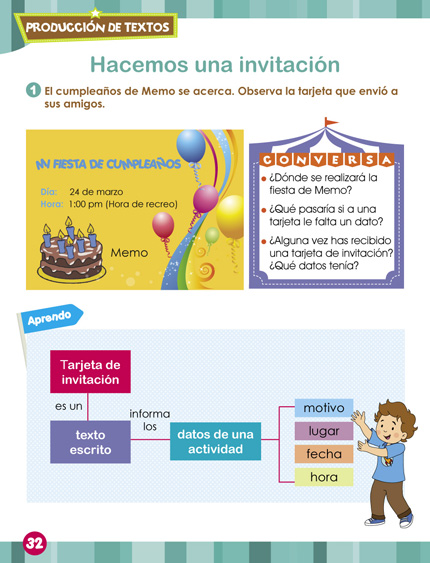 PRODUCCIÓN DE TEXTOS
Hacemos una invitación
1 El cumpleaños de Memo se acerca. Observa la tarjeta que envió a
sus amigos.
MI FIESTA DE CUMPLEAÑOS
Día: 24 de marzo
Hora: 1:00 pm (Hora de recreo)
Memo
CONVERSA
• ¿Dónde se realizará la
fiesta de Memo?
• ¿Qué pasaría si a una
tarjeta le falta un dato?
• ¿Alguna vez has recibido
una tarjeta de invitación?
¿Qué datos tenía?
Aprendo
Tarjeta de
invitación
es un
texto
escrito
informa
los
datos de una
actividad
motivo
lugar
fecha
hora
32